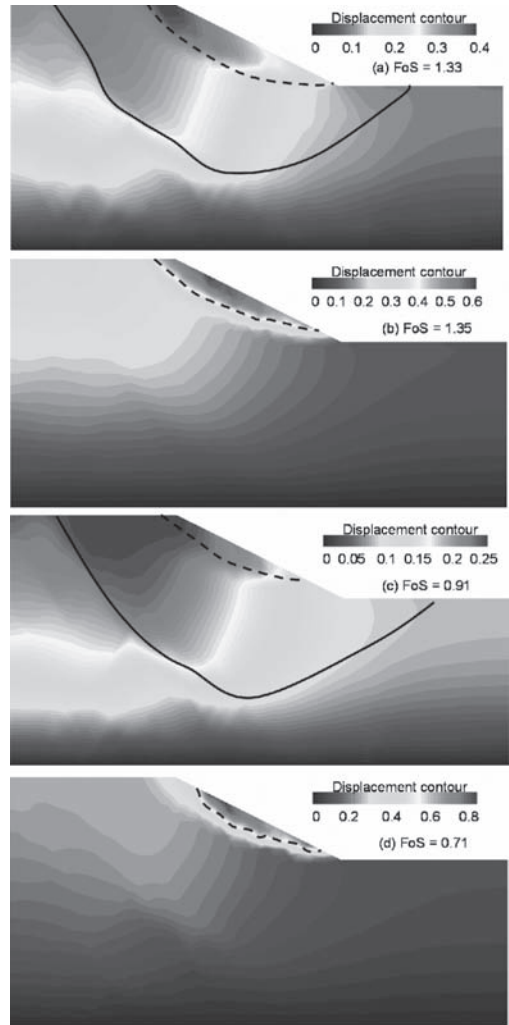 Displacement contour
0 0.1 0.2 0.3 0.4
(a) FoS = 1.33
Displacement contour
0 0.1 0.2 0.3 0.4 0.5 0.6
(b) FoS = 1.35
Displacement contour
0 0.05 0.1 0.15 0.2 0.25
(c) FoS = 0.91
Displacement contour
0 0.2 0.4 0.6 0.8
(d) FoS = 0.71